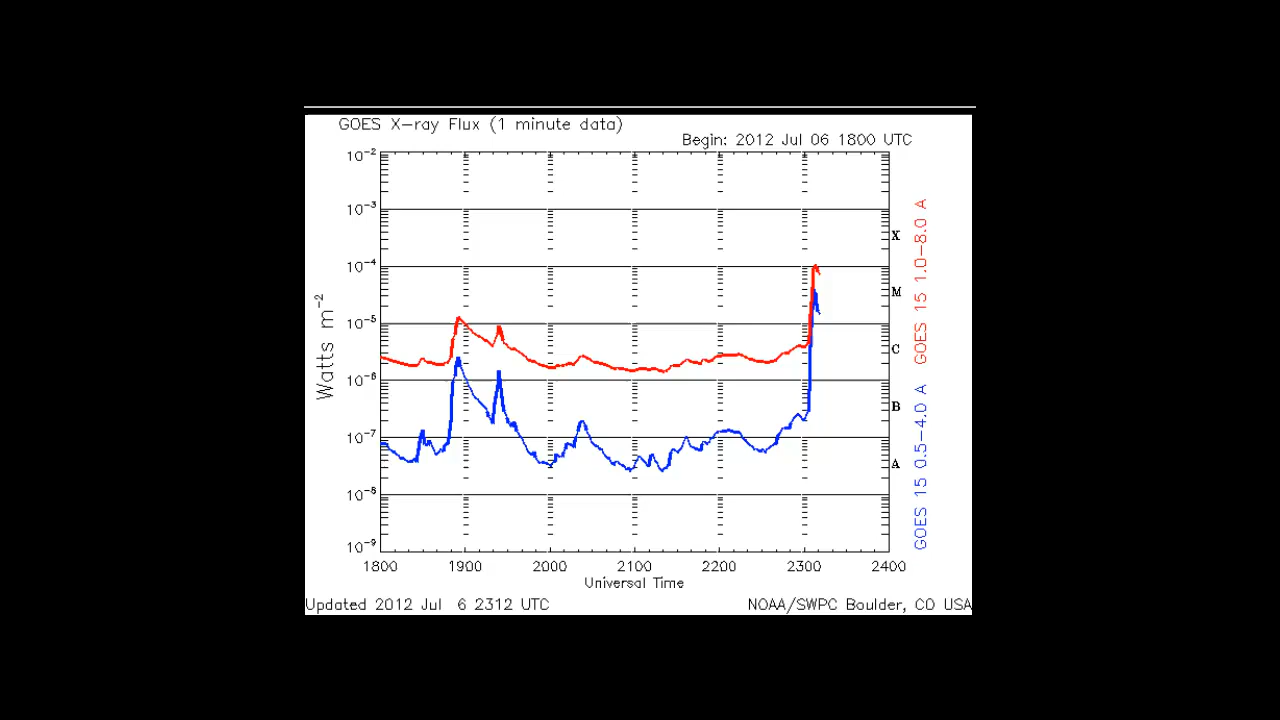 GOES X-ray Flux (1 minute data)
Begin: 2012 Jul 06 1800 UTC
10-2
10-3
10-4
10-5
10-6
10-7
10-8
10-9
Watts m-2
X
M
C
B
A
GOES 15 1.0-8.0 A
GOES 15 0.5-4.0 A
1800 1900 2000 2100 2200 2300 2400
Universal Time
Updated 2012 Jul 6 2312 UTC
NOAA/SWPC Boulder, CO USA